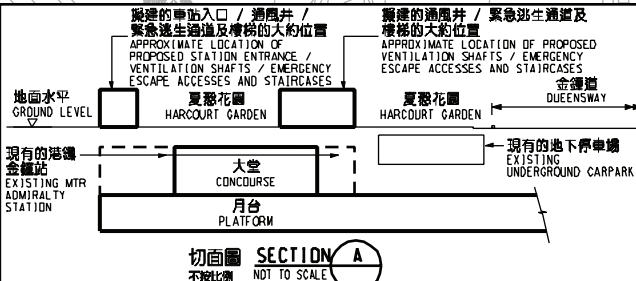 擬建的車站入口 / 通風井 /
緊急逃生通道及樓梯的大約位置
APPROXIMATE LOCATION OF
PROPOSED STATION ENTRANCE /
VENTILATION SHAFTS / EMERGENCY
ESCAPE ACCESSES AND STAIRCASES
擬建的通風井 / 緊急逃生通道及
樓梯的大約位置
APPROXIMATE LOCATION OF PROPOSED
VENTILATION SHAFTS / EMERGENCY
ESCAPE ACCESSES AND STAIRCASES
地面水平
GROUND LEVEL
夏慤花園
HARCOURT GARDEN
夏慤花園
HARCOURT GARDEN
金鐘道
QUEENSWAY
現有的港鐵
金鐘站
EXISTING MTR
ADMIRALTY
STATION
大堂
CONCOURSE
現有的地下停車場
EXISTING
UNDERGROUND CARPARK
月台
PLATFORM
切面圖 SECTION A
不按比例 NOT TO SCALE